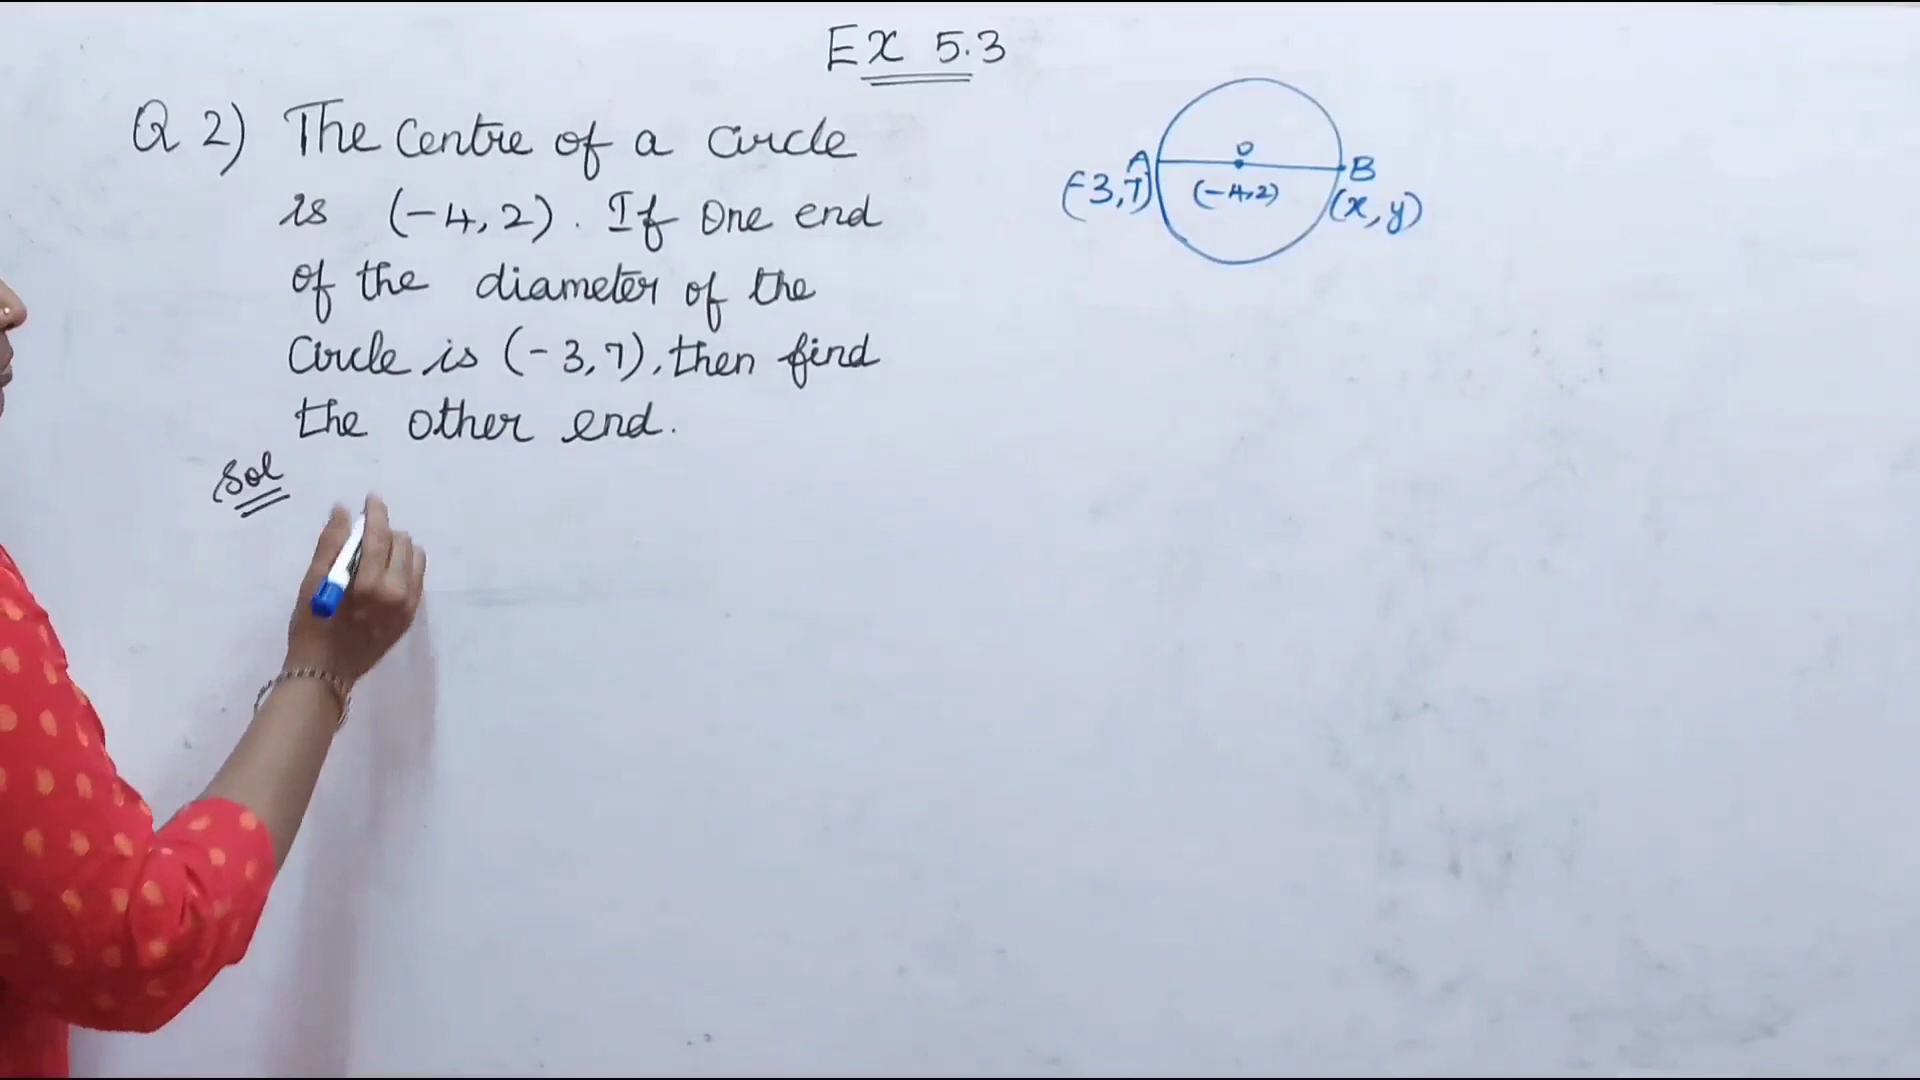 Ex 5.3
Q 2) The Centre of a Circle
is (-4,2). If One end
of the diameter of the
Circle is (-3,7), then find
the other end.
Sol
O
A
B
(-3,7)
(-4,2)
(x,y)